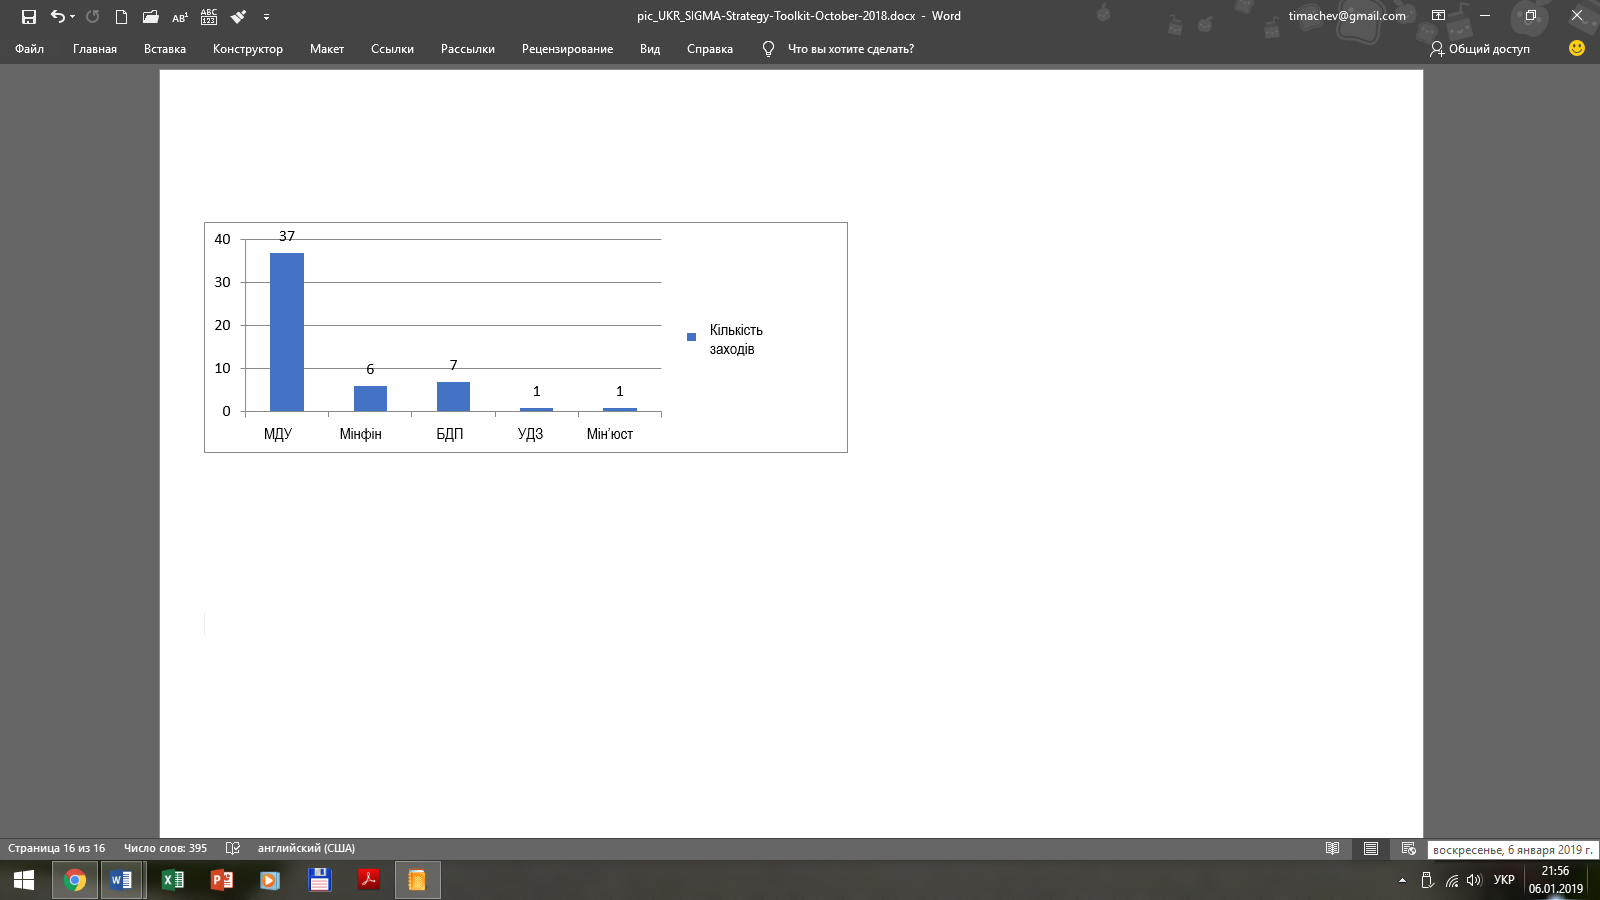 pic_UKR_SIGMA-Strategy-Toolkit-October-2018.docx - Word
timachev@gmail.com
Файл Главная Вставка Конструктор Макет Ссылки Рассылки Рецензирование Вид Справка Что вы хотите сделать? Общий доступ
40
30
20
10
0
37
6
7
1
1
МДУ Мінфін БДП УДЗ Мін’юст
Кількість
заходів
Страница 16 из 16 Число слов: 395 английский (США)
воскресенье, 6 января 2019 г.
УКР
21:56
06.01.2019